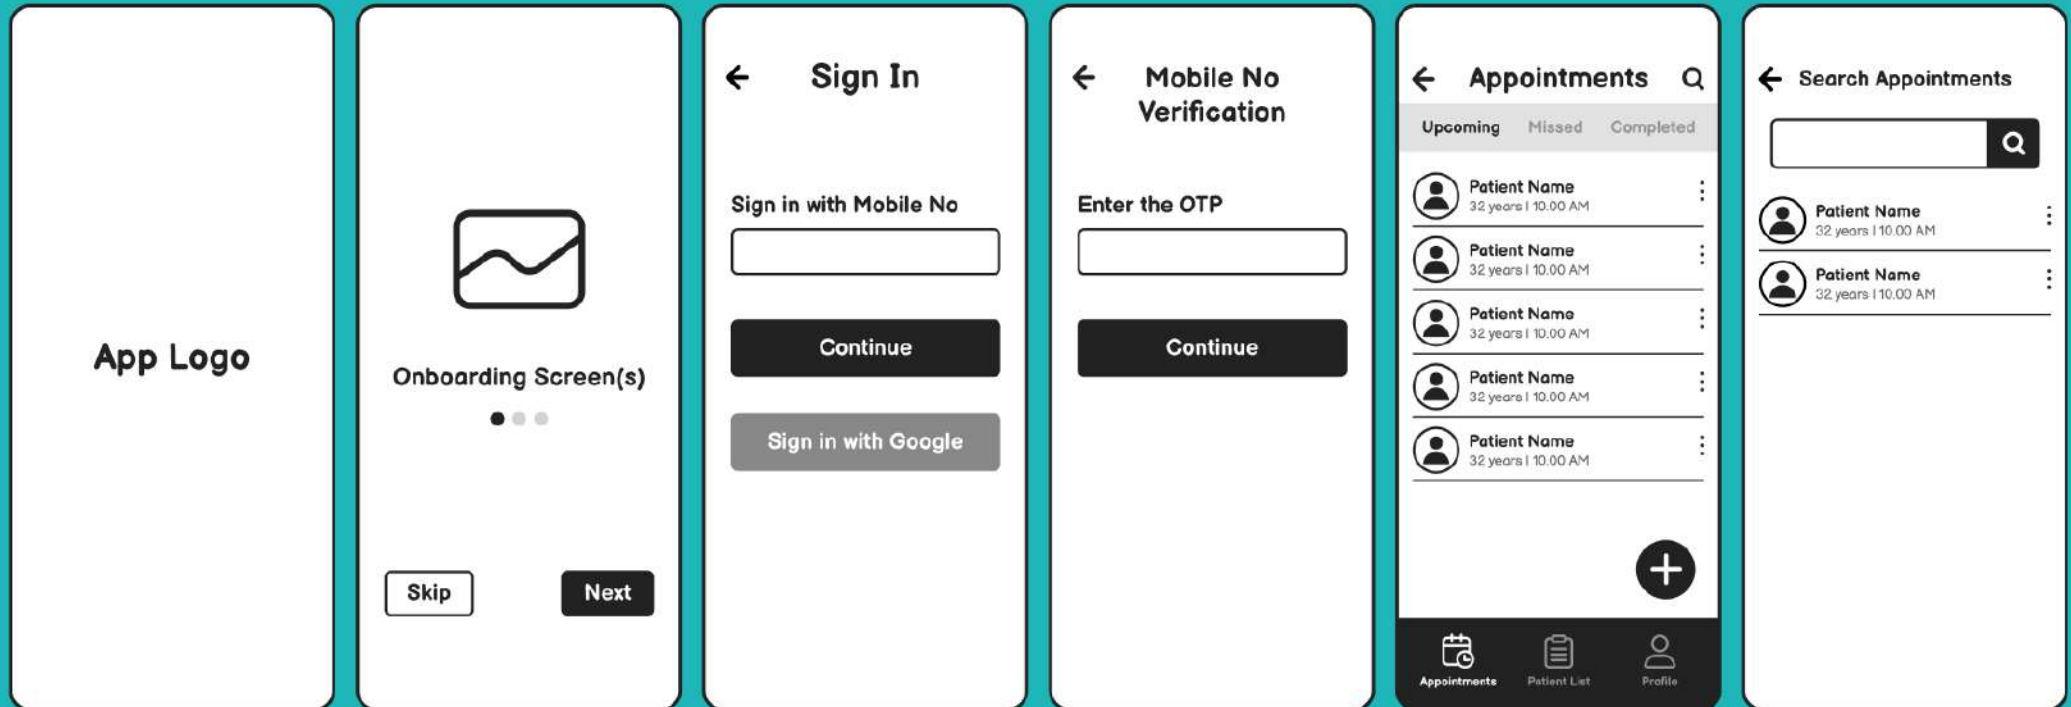 App Logo
Onboarding Screen(s)
Skip
Next
Sign In
Sign in with Mobile No
Continue
Sign in with Google
Mobile No
Verification
Enter the OTP
Continue
Appointments
Upcoming Missed Completed
Patient Name
32 years | 10.00 AM
Patient Name
32 years | 10.00 AM
Patient Name
32 years | 10.00 AM
Patient Name
32 years | 10.00 AM
Patient Name
32 years | 10.00 AM
Appointments Patient List Profile
Search Appointments
Patient Name
32 years | 10.00 AM
Patient Name
32 years | 10.00 AM